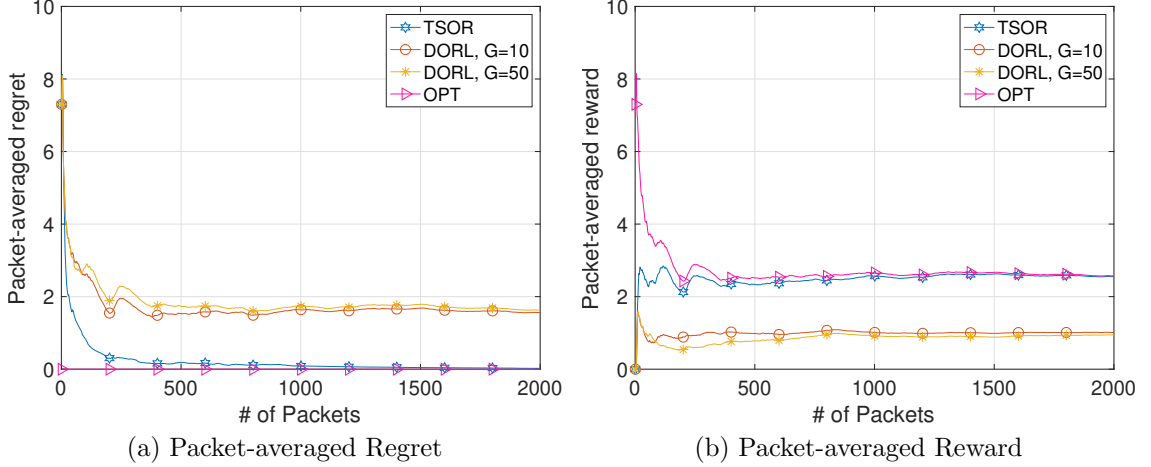 10
8
6
4
2
0
Packet-averaged regret
TSOR
DORL, G=10
DORL, G=50
OPT
0 500 1000 1500 2000
# of Packets
(a) Packet-averaged Regret
10
8
6
4
2
0
Packet-averaged reward
TSOR
DORL, G=10
DORL, G=50
OPT
0 500 1000 1500 2000
# of Packets
(b) Packet-averaged Reward